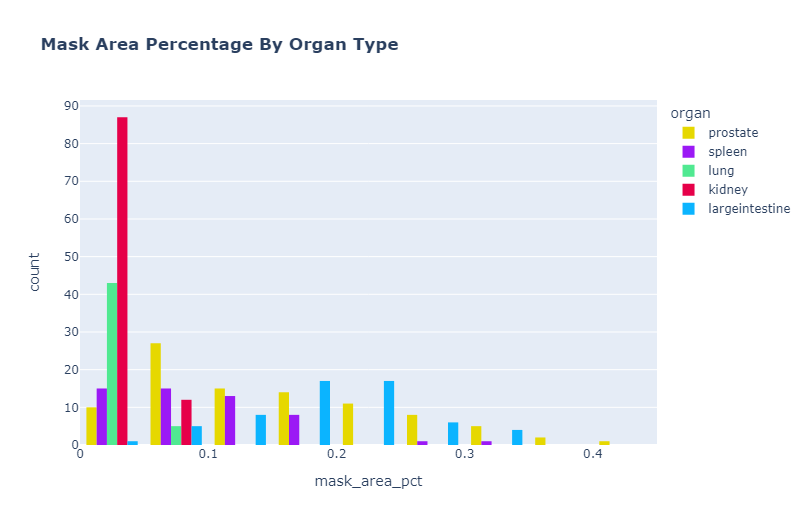 Mask Area Percentage By Organ Type
90
80
70
60
50
40
30
20
10
0
count
0
0.1
0.2
0.3
0.4
mask_area_pct
organ
prostate
spleen
lung
kidney
largeintestine